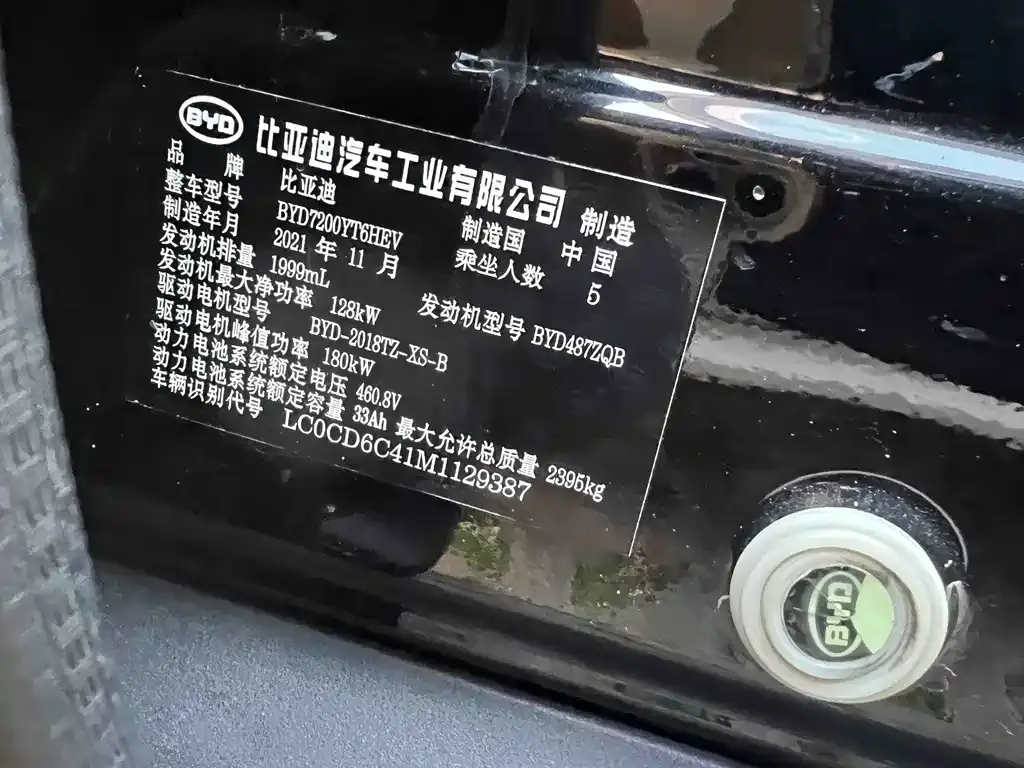 BYD 比亚迪汽车工业有限公司 制造
品牌 比亚迪 制造国 中国
整车型号 BYD7200YT6HEV 乘坐人数 5
制造年月 2021 年 11 月
发动机排量 1999mL 发动机型号 BYD487ZQB
发动机最大净功率 128kW
驱动电机型号 BYD-2018TZ-XS-B
驱动电机峰值功率 180kW
动力电池系统额定电压 460.8V
动力电池系统额定容量 33Ah 最大允许总质量 2395kg
车辆识别代号 LC0CD6C41M1129387
BYD